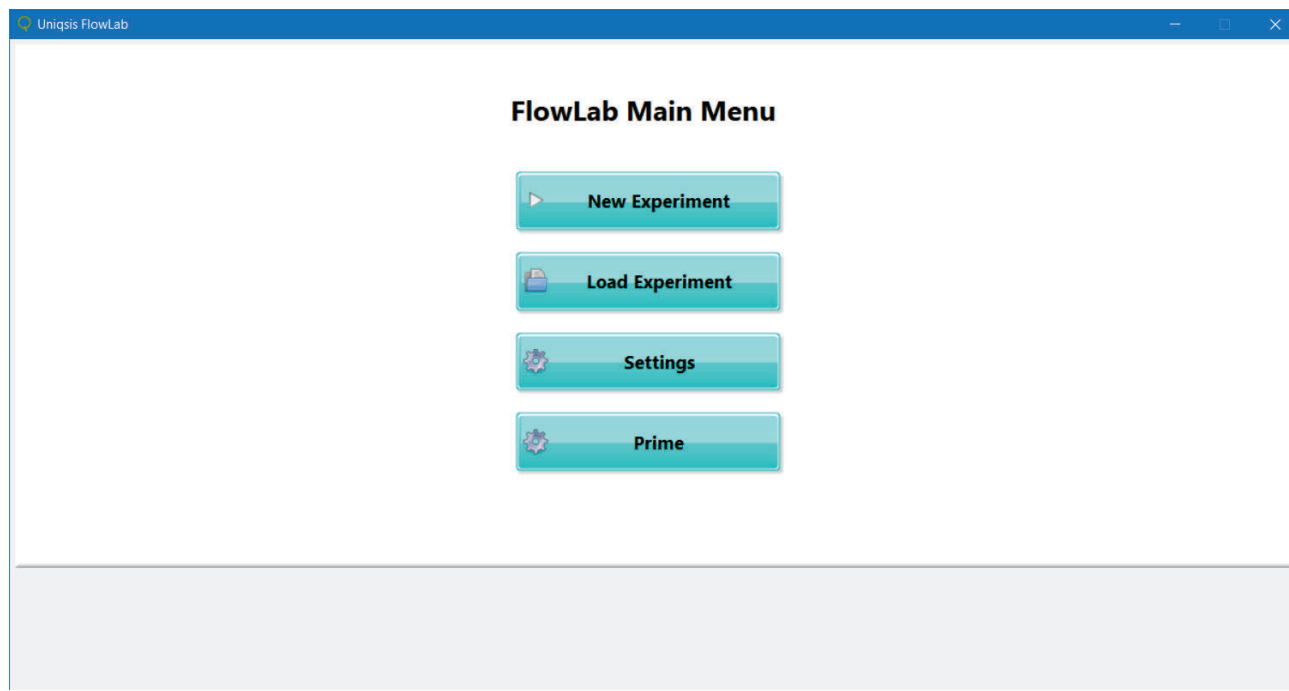 Uniqsis FlowLab
FlowLab Main Menu
New Experiment
Load Experiment
Settings
Prime